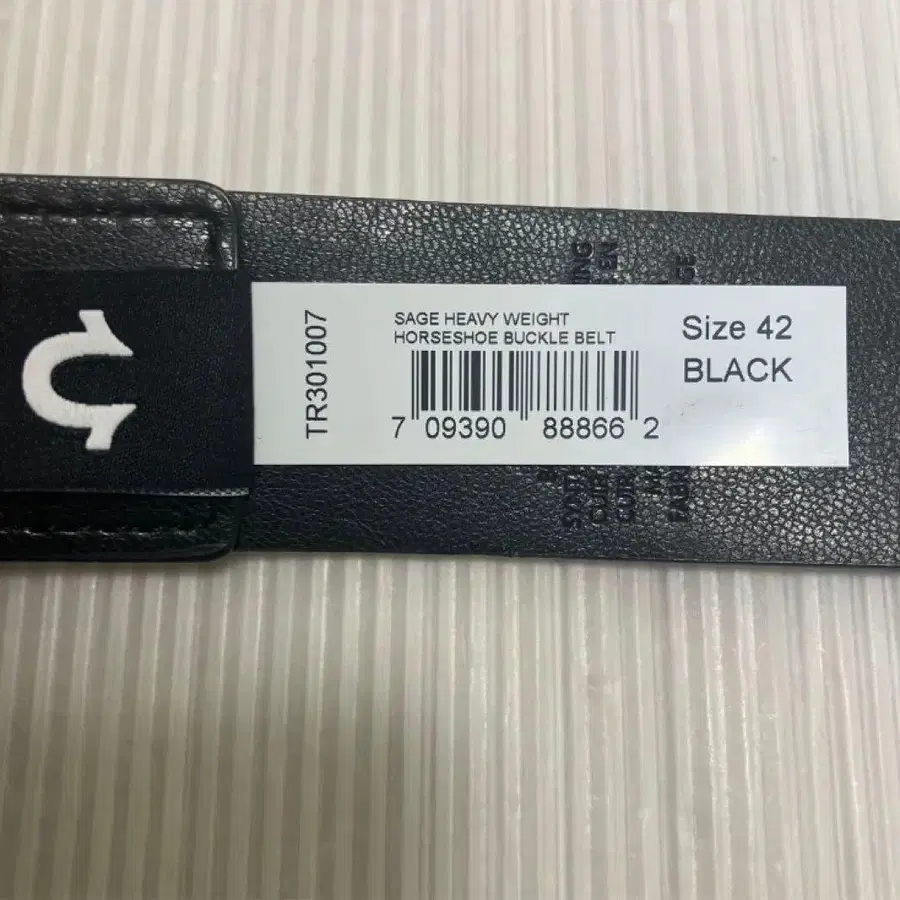 TR301007
SAGE HEAVY WEIGHT
HORSESHOE BUCKLE BELT
7 09390 88866 2
Size 42
BLACK